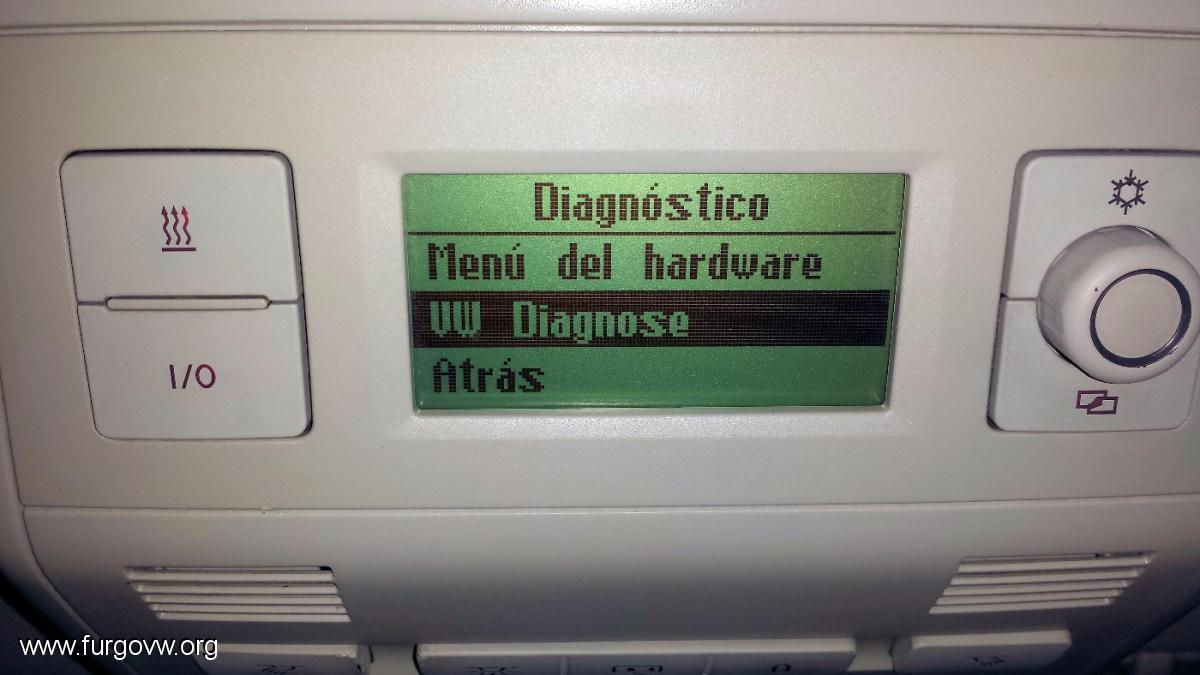 Diagnóstico
Menú del hardware
VW Diagnose
Atrás
I/O
www.furgovw.org